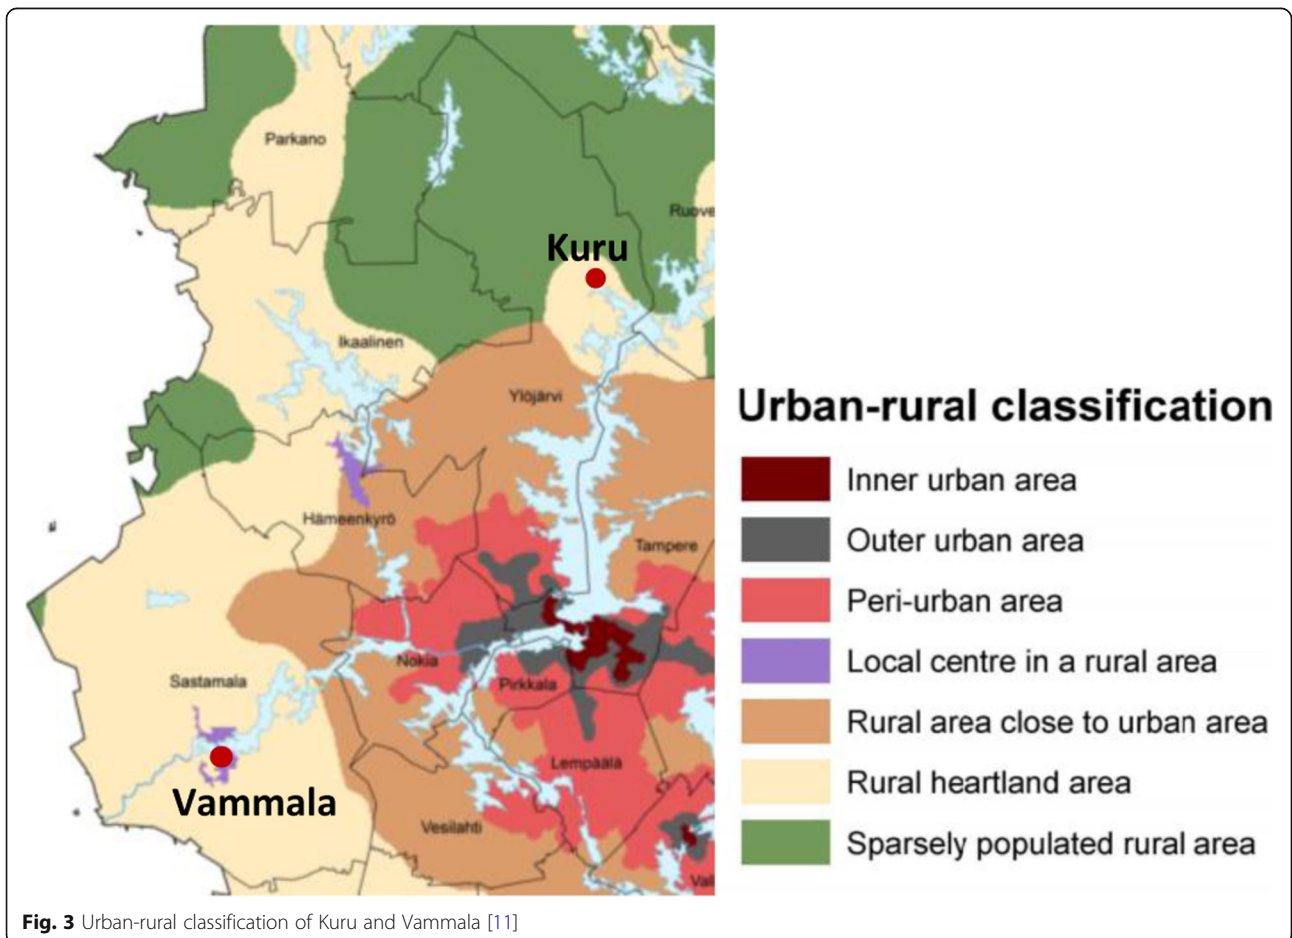 Parkano
Ruove
Kuru
Ikaalinen
Ylöjärvi
Hämeenkyrö
Tampere
Nokia
Sastamala
Pirkkala
Lempäälä
Vammala
Vesilahti
Val
Urban-rural classification
Inner urban area
Outer urban area
Peri-urban area
Local centre in a rural area
Rural area close to urban area
Rural heartland area
Sparsely populated rural area
Fig. 3 Urban-rural classification of Kuru and Vammala [11]